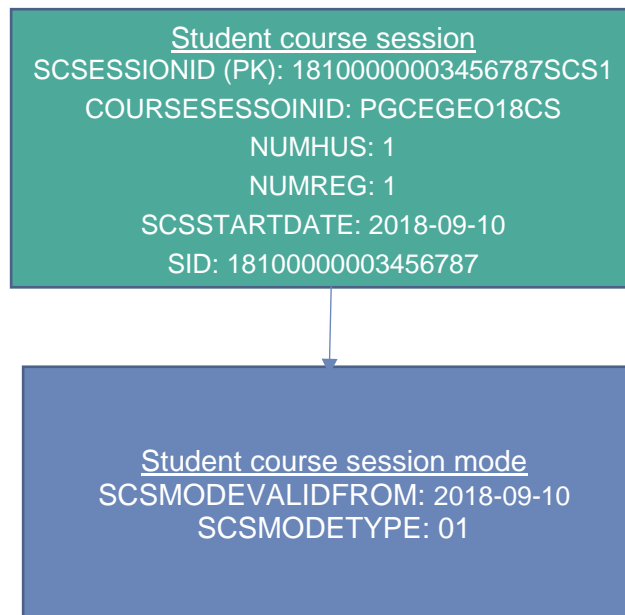 Student course session
SCSESSIONID (PK): 18100000003456787SCS1
COURSESESSOINID: PGCEGEO18CS
NUMHUS: 1
NUMREG: 1
SCSSTARTDATE: 2018-09-10
SID: 18100000003456787
Student course session mode
SCSMODEVALIDFROM: 2018-09-10
SCSMODETYPE: 01